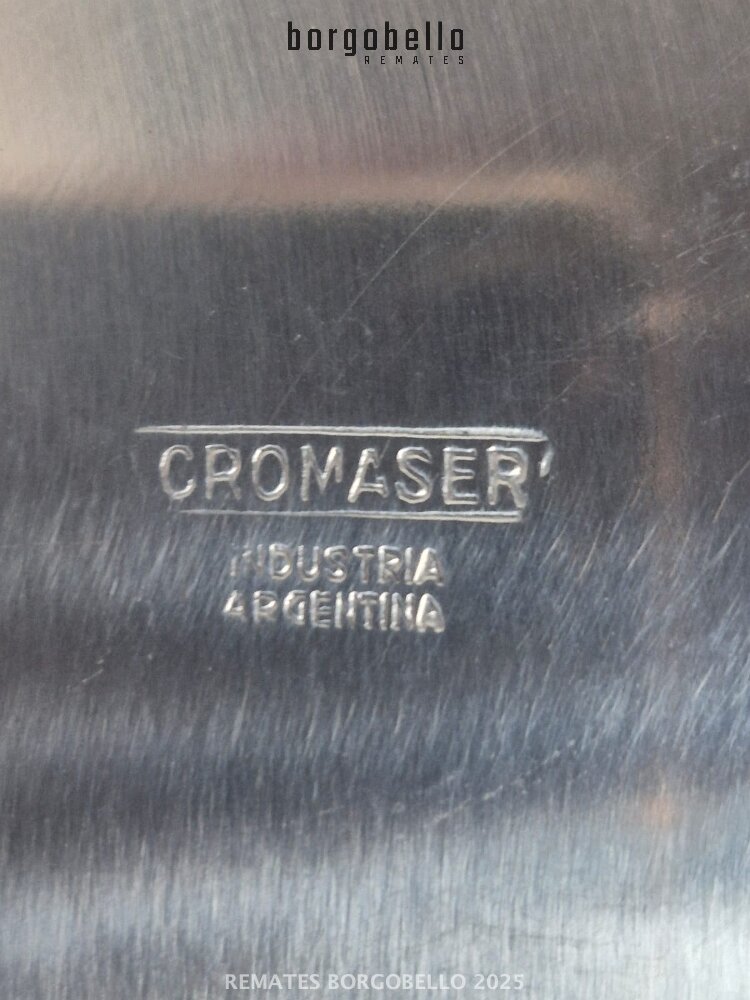 borgobello
REMATES
CROMASER
INDUSTRIA
ARGENTINA
REMATES BORGOBELLO 2025